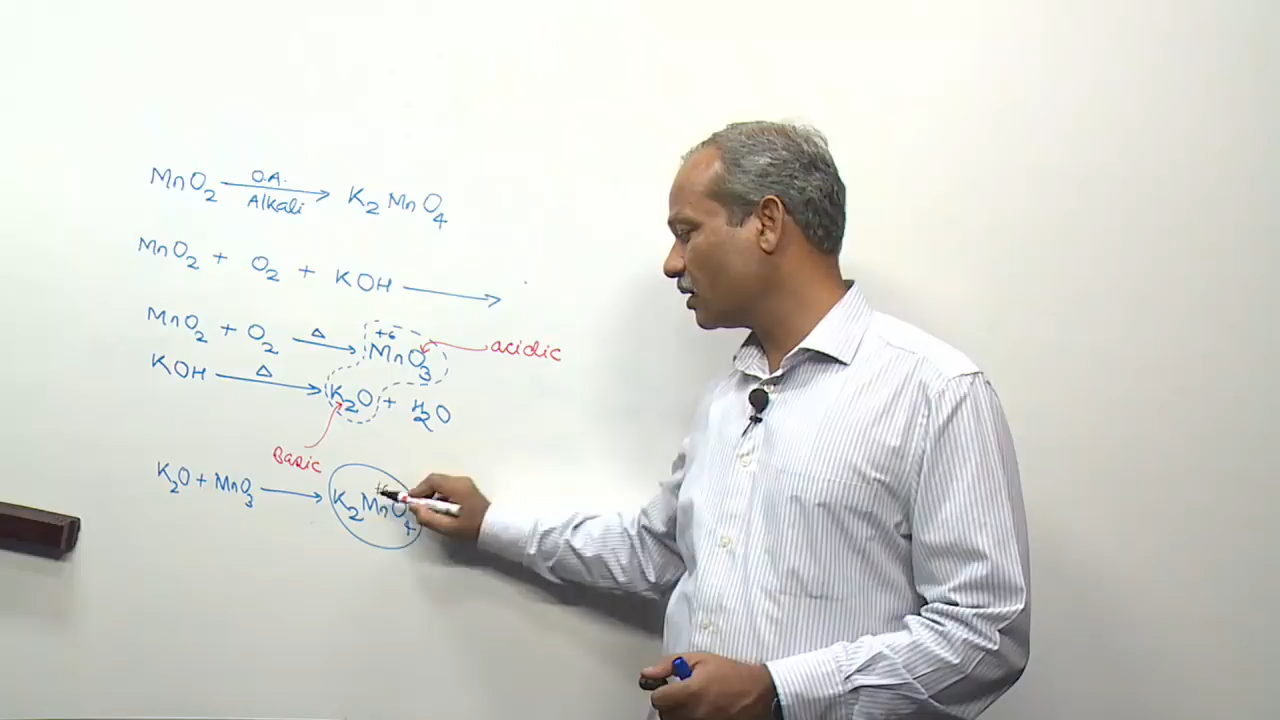 MnO2 O.A. Alkali → K2MnO4
MnO2 + O2 + KOH →
MnO2 + O2 Δ → +6 MnO3 acidic
KOH Δ → K2O + H2O
Basic
K2O + MnO3 → K2MnO4